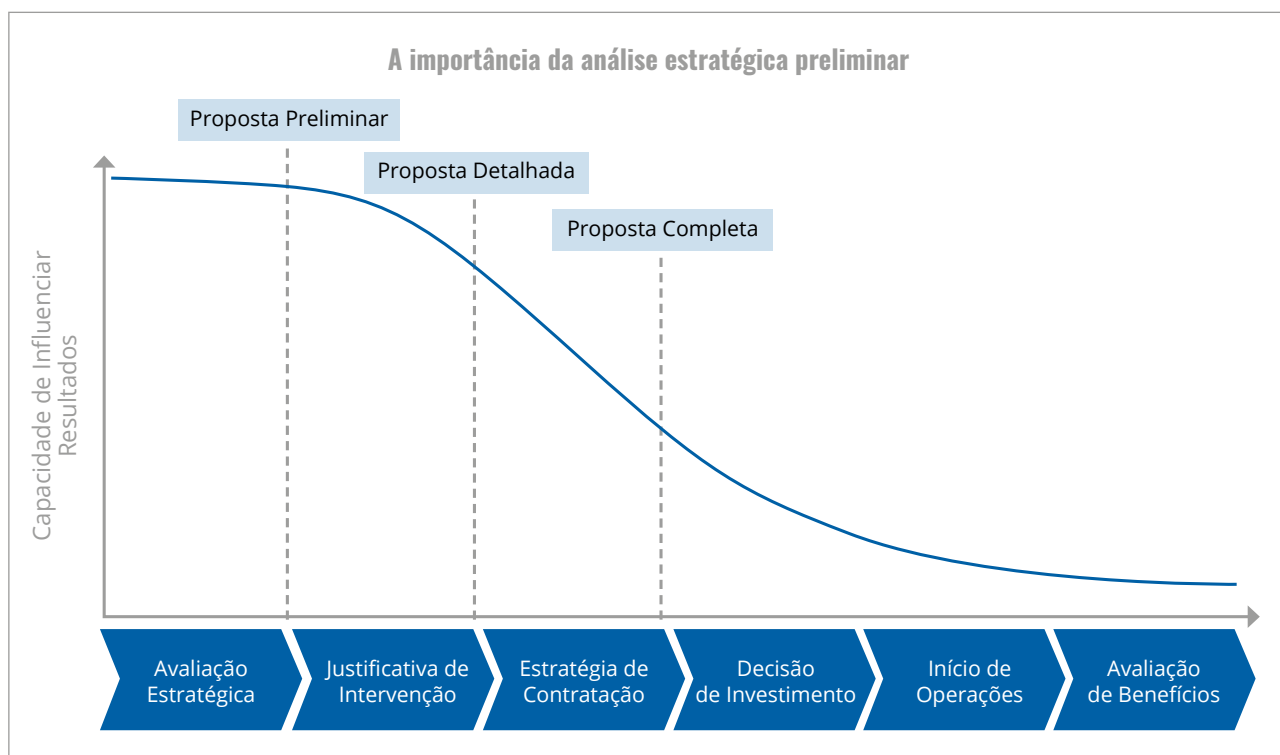 A importância da análise estratégica preliminar
Proposta Preliminar
Proposta Detalhada
Proposta Completa
Capacidade de Influenciar
Resultados
Avaliação
Estratégica
Justificativa de
Intervenção
Estratégia de
Contratação
Decisão
de Investimento
Início de
Operações
Avaliação
de Benefícios